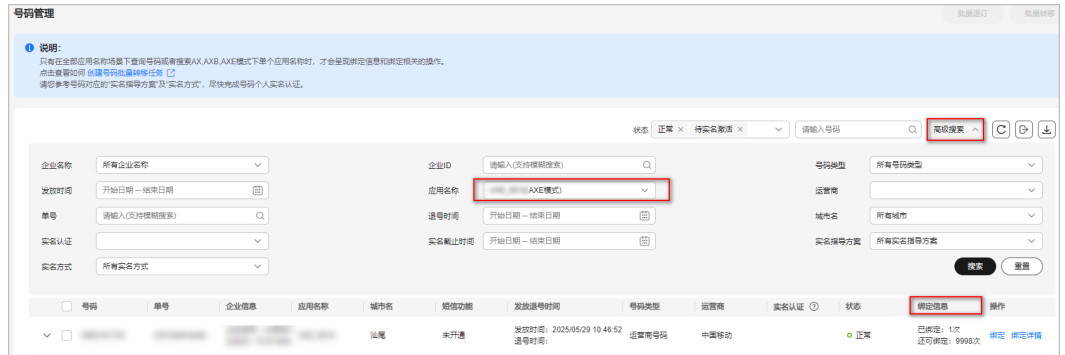 号码管理
批量退订 批量转移
说明：
只有在全部应用名称场景下查询号码或者搜索AX,AXB,AXE模式下单个应用名称时，才会呈现绑定信息和绑定相关的操作。
点击查看如何 创建号码批量转移任务
请您参考号码对应的“实名指导方案”及“实名方式”，尽快完成号码个人实名认证。
状态 正常 × 待实名激活 × 请输入号码 高级搜索
企业名称 所有企业名称 企业ID 请输入(支持模糊搜索) 号码类型 所有号码类型
发放时间 开始日期 – 结束日期 应用名称 AXE模式) 运营商
单号 请输入(支持模糊搜索) 退号时间 开始日期 – 结束日期 城市名 所有城市
实名认证 实名截止时间 开始日期 – 结束日期 实名指导方案 所有实名指导方案
实名方式 所有实名方式 搜索 重置
号码 单号 企业信息 应用名称 城市名 短信功能 发放退号时间 号码类型 运营商 实名认证 状态 绑定信息 操作
汕尾 未开通 发放时间：2025/05/29 10:46:52 运营商号码 中国移动 正常 已绑定：1次 绑定 绑定详情
退号时间： 还可绑定：9998次